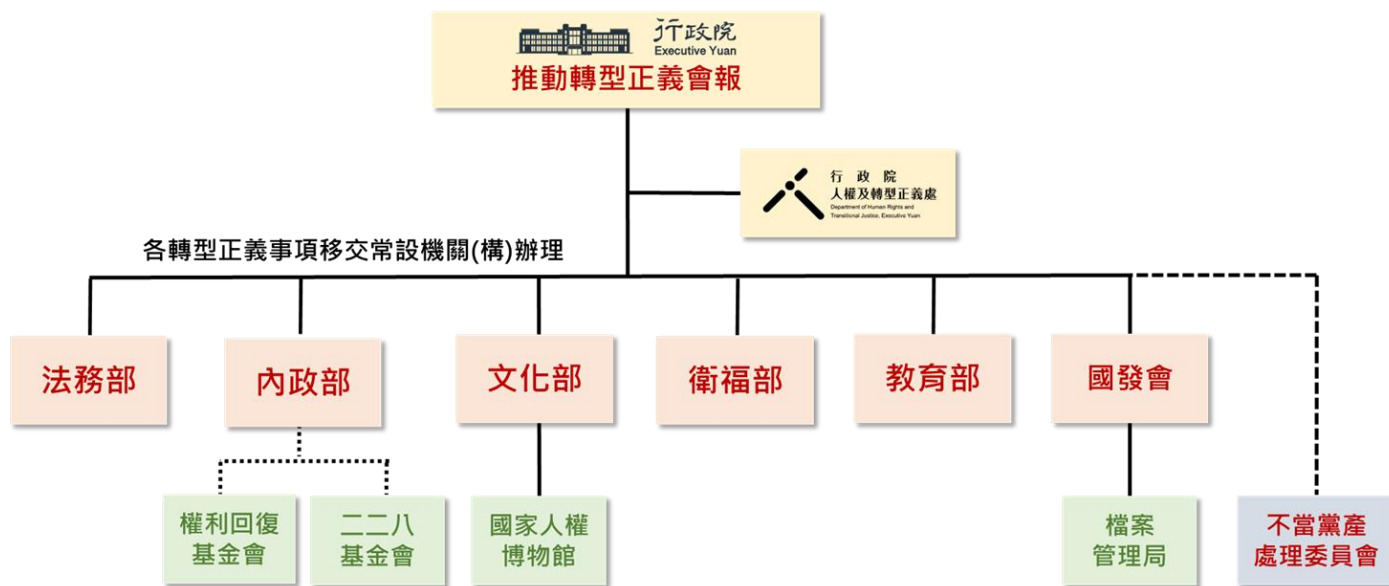 行政院
Executive Yuan
推動轉型正義會報
行政院
人權及轉型正義處
Department of Human Rights and
Transitional Justice, Executive Yuan
各轉型正義事項移交常設機關(構)辦理
法務部
內政部
文化部
衛福部
教育部
國發會
權利回復
基金會
二二八
基金會
國家人權
博物館
檔案
管理局
不當黨產
處理委員會